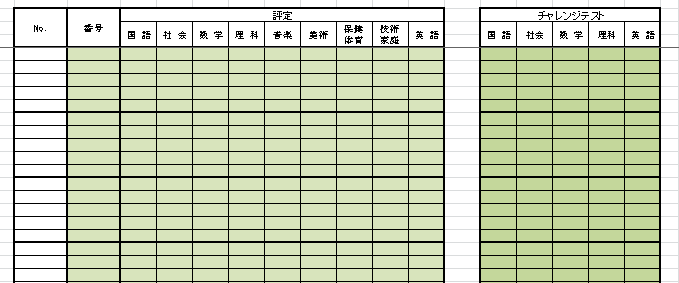 評定
チャレンジテスト
No.
番号
国 語
社 会
数 学
理 科
音楽
美術
保健
体育
技術
家庭
英 語
国 語
社会
数 学
理科
英 語